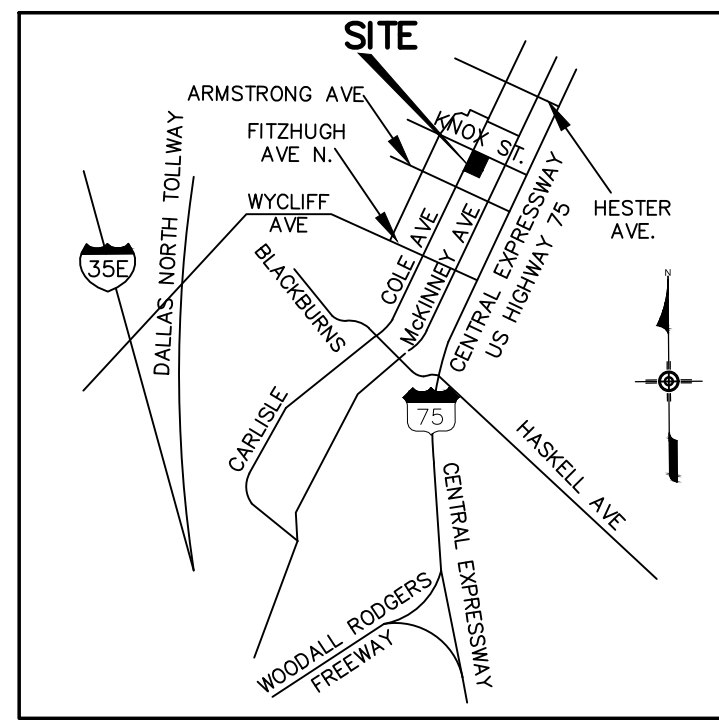 SITE
ARMSTRONG AVE
KNOX ST.
FITZHUGH
AVE N.
WYCLIFF
AVE
HESTER
AVE.
DALLAS NORTH TOLLWAY
35E
BLACKBURNS
COLE AVE
McKINNEY AVE
CENTRAL EXPRESSWAY
US HIGHWAY 75
N
CARLISLE
75
HASKELL AVE
CENTRAL EXPRESSWAY
WOODALL RODGERS
FREEWAY